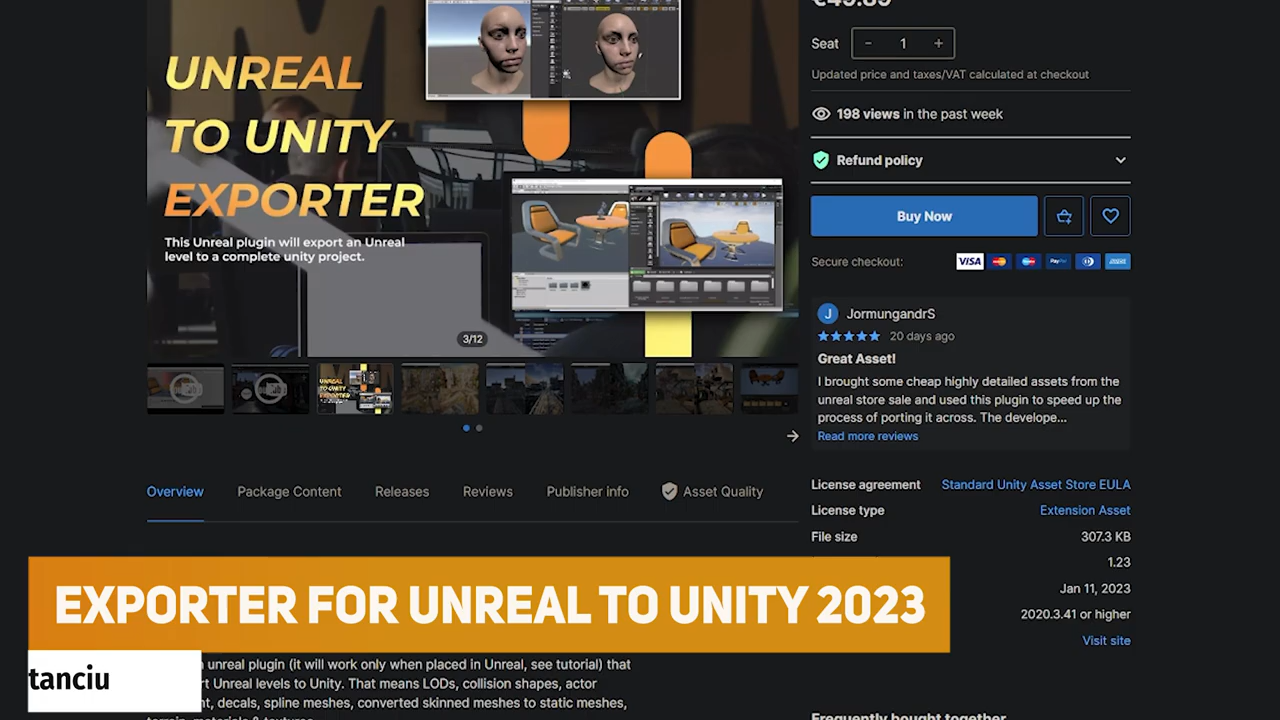 UNREAL
TO UNITY
EXPORTER
This Unreal plugin will export an Unreal
level to a complete unity project.
3/12
Overview
Package Content
Releases
Reviews
Publisher info
Asset Quality
Seat
-
1
+
Updated price and taxes/VAT calculated at checkout
198 views in the past week
Refund policy
Buy Now
Secure checkout:
VISA
PayPal
J
JormungandrS
20 days ago
Great Asset!
I brought some cheap highly detailed assets from the
unreal store sale and used this plugin to speed up the
process of porting it across. The develope...
Read more reviews
License agreement Standard Unity Asset Store EULA
License type Extension Asset
File size 307.3 KB
1.23
Jan 11, 2023
2020.3.41 or higher
Visit site
EXPORTER FOR UNREAL TO UNITY 2023
tanciu
unreal plugin (it will work only when placed in Unreal, see tutorial) that
Unreal levels to Unity. That means LODs, collision shapes, actor
decals, spline meshes, converted skinned meshes to static meshes,
Frequently bought together